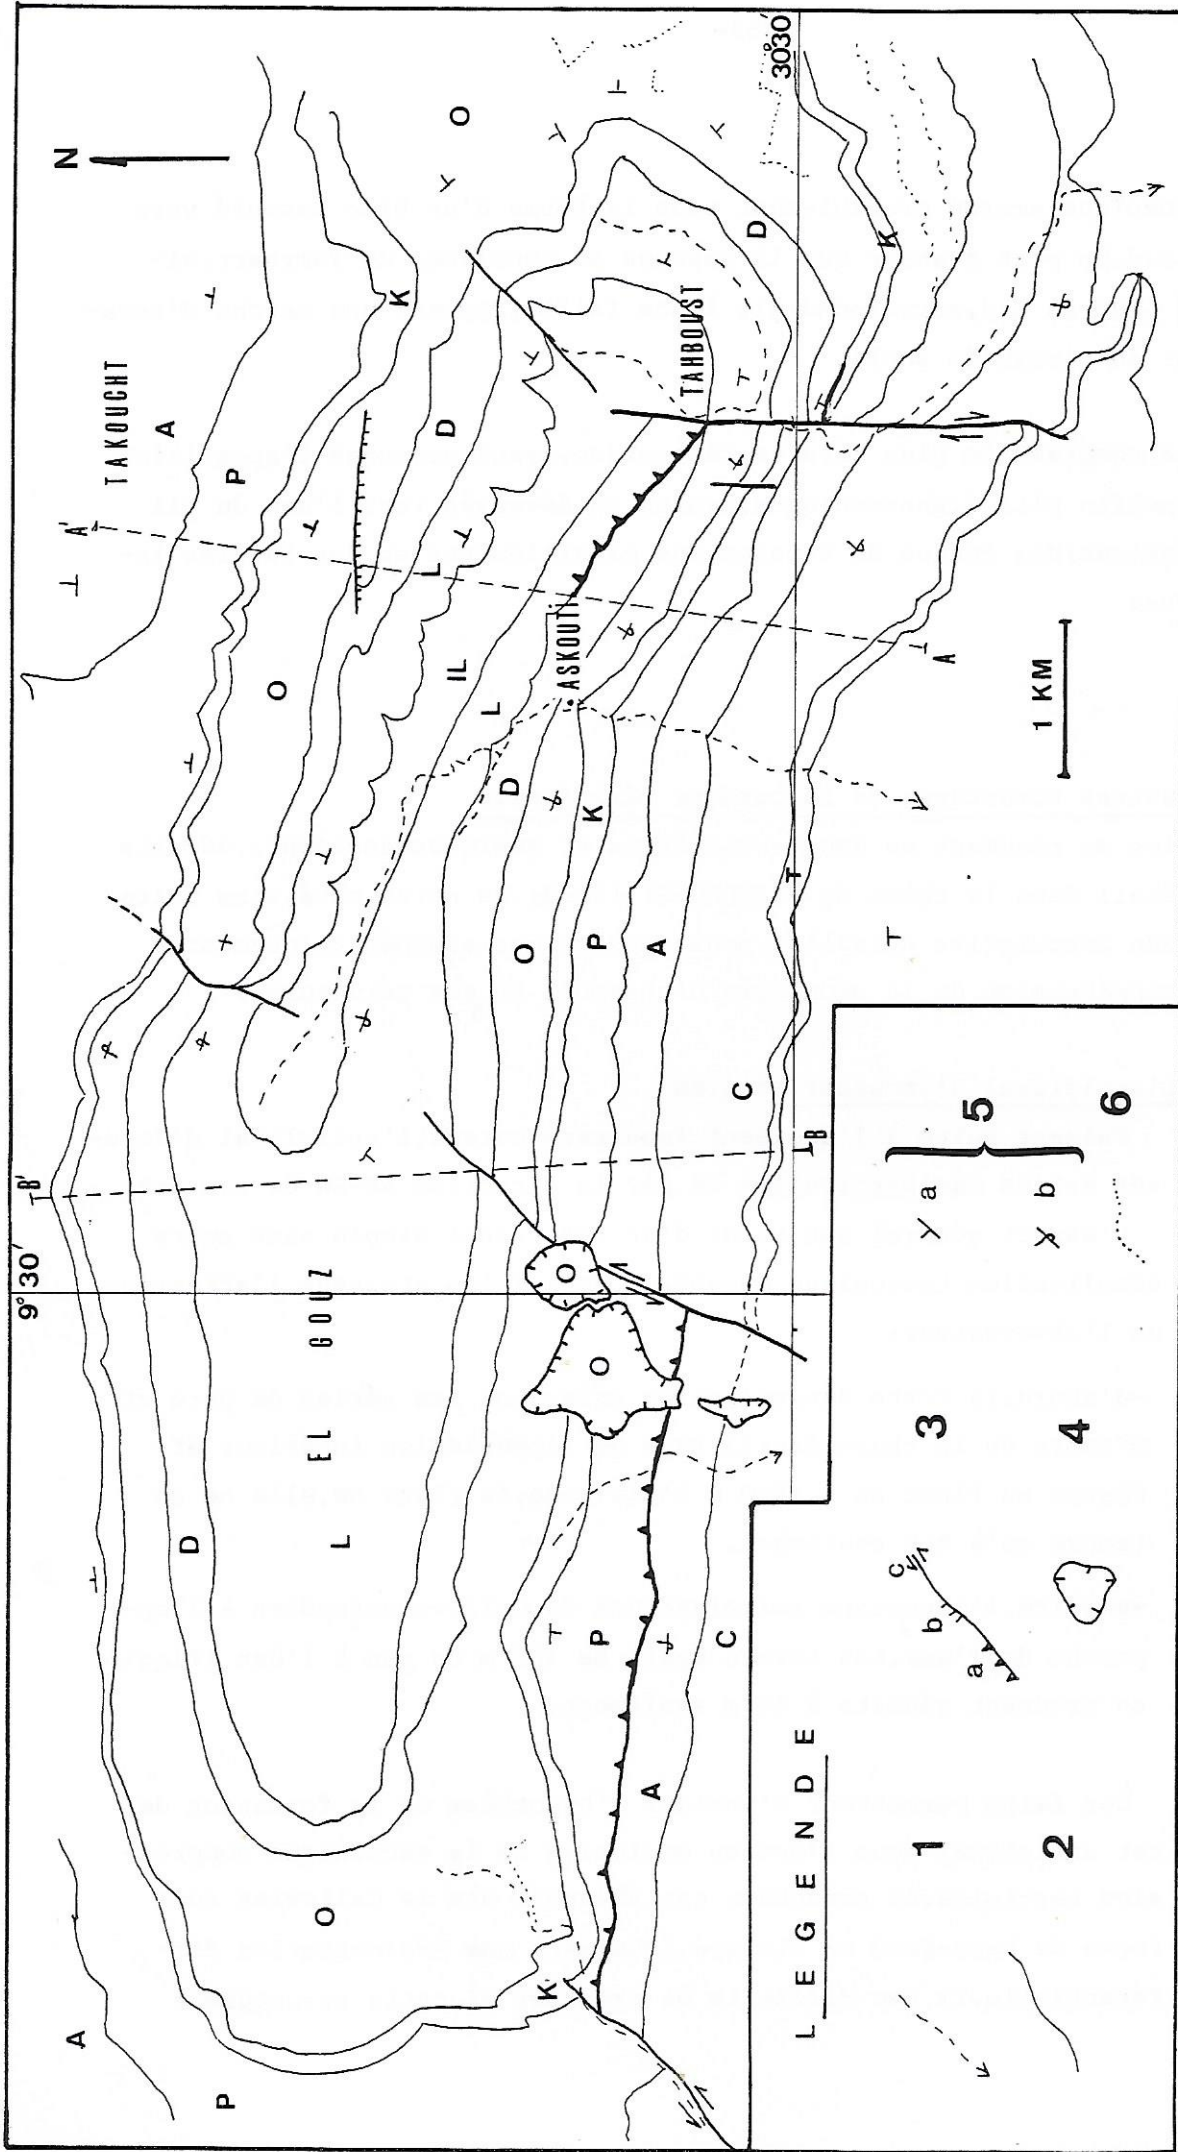 9°30'
30°30
N
TAKOUCHT
A
P
K
O
D
L
IL
L
ASKOUTI
TAHBOUST
D
K
O
A'
A
B'
B
EL GOUZ
D
L
O
A
P
K
O
O
D
K
O
P
A
C
T
T
P
A
C
1 KM
LEGENDE
1
2
3
a
b
c
4
5
a
b
6